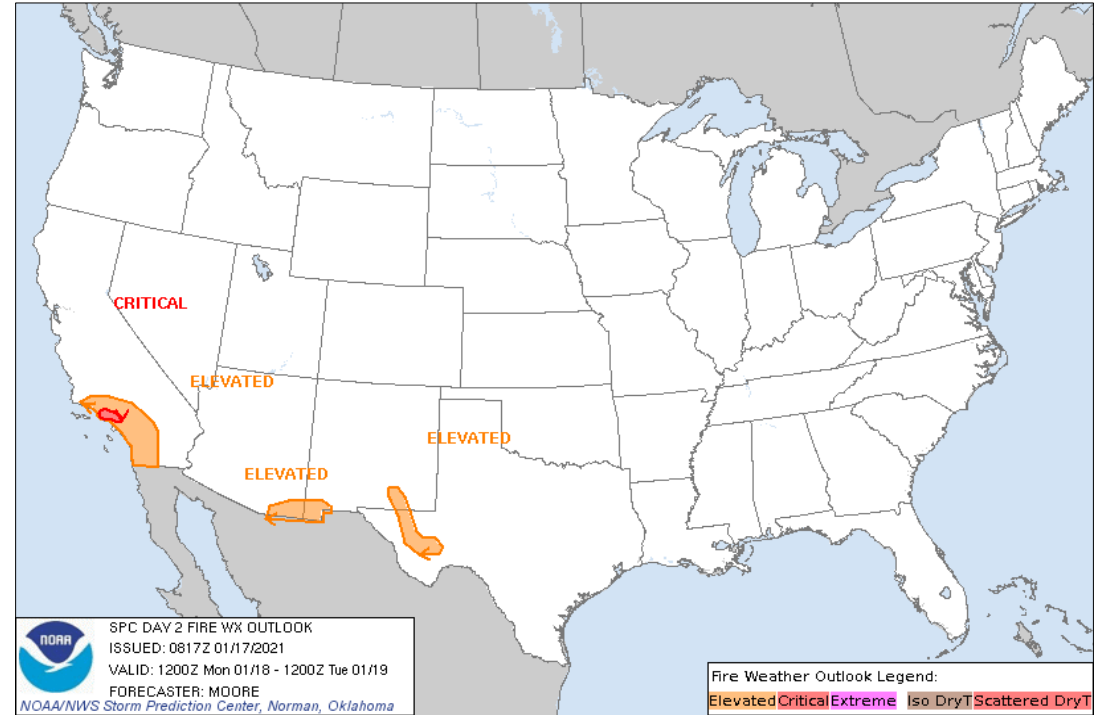 CRITICAL
ELEVATED
ELEVATED
ELEVATED
NOAA
SPC DAY 2 FIRE WX OUTLOOK
ISSUED: 0817Z 01/17/2021
VALID: 1200Z Mon 01/18 - 1200Z Tue 01/19
FORECASTER: MOORE
NOAA/NWS Storm Prediction Center, Norman, Oklahoma
Fire Weather Outlook Legend:
Elevated Critical Extreme Iso DryT Scattered DryT